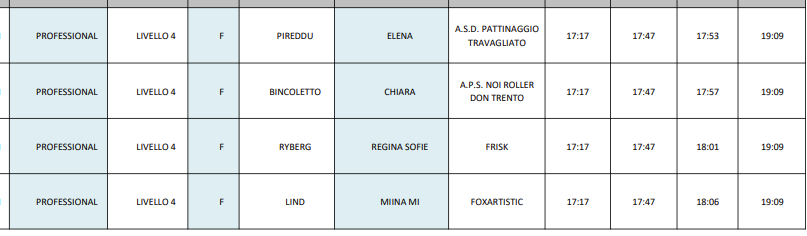 PROFESSIONAL LIVELLO 4 F PIREDDU ELENA A.S.D. PATTINAGGIO TRAVAGLIATO 17:17 17:47 17:53 19:09
PROFESSIONAL LIVELLO 4 F BINCOLETTO CHIARA A.P.S. NOI ROLLER DON TRENTO 17:17 17:47 17:57 19:09
PROFESSIONAL LIVELLO 4 F RYBERG REGINA SOFIE FRISK 17:17 17:47 18:01 19:09
PROFESSIONAL LIVELLO 4 F LIND MIINA MI FOXARTISTIC 17:17 17:47 18:06 19:09